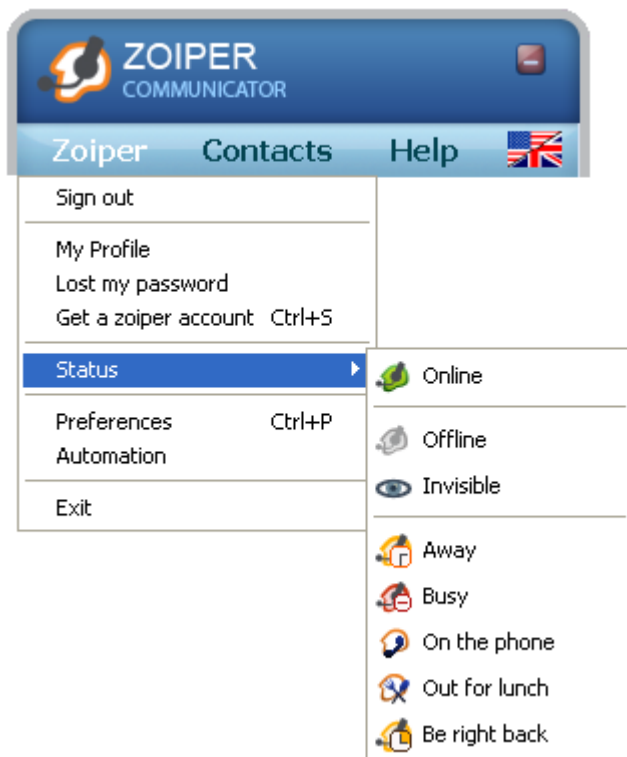 ZOIPER
COMMUNICATOR
Zoiper Contacts Help
Sign out
My Profile
Lost my password
Get a zoiper account Ctrl+S
Status
Preferences Ctrl+P
Automation
Exit
Online
Offline
Invisible
Away
Busy
On the phone
Out for lunch
Be right back